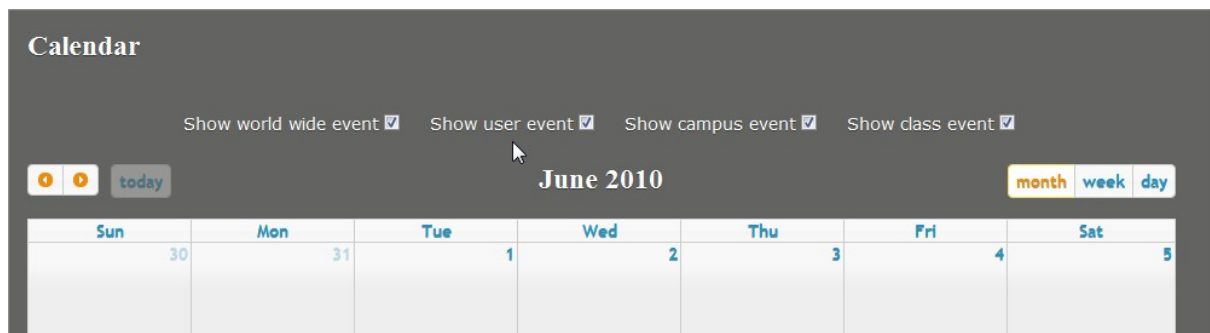 Calendar
Show world wide event Show user event Show campus event Show class event
today June 2010 month week day
Sun Mon Tue Wed Thu Fri Sat
30 31 1 2 3 4 5